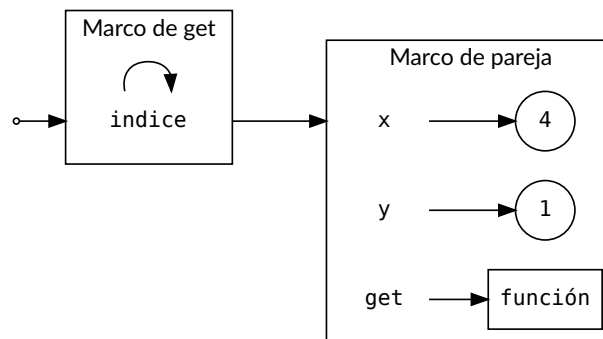 Marco de get
indice
Marco de pareja
x
4
y
1
get
función